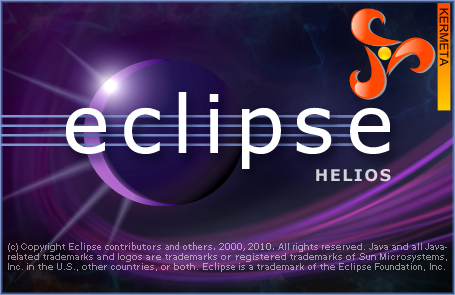 KERMETA
eclipse
HELIOS
(c) Copyright Eclipse contributors and others, 2000, 2010. All rights reserved. Java and all Java-
related trademarks and logos are trademarks or registered trademarks of Sun Microsystems,
Inc. in the U.S., other countries, or both. Eclipse is a trademark of the Eclipse Foundation, Inc.